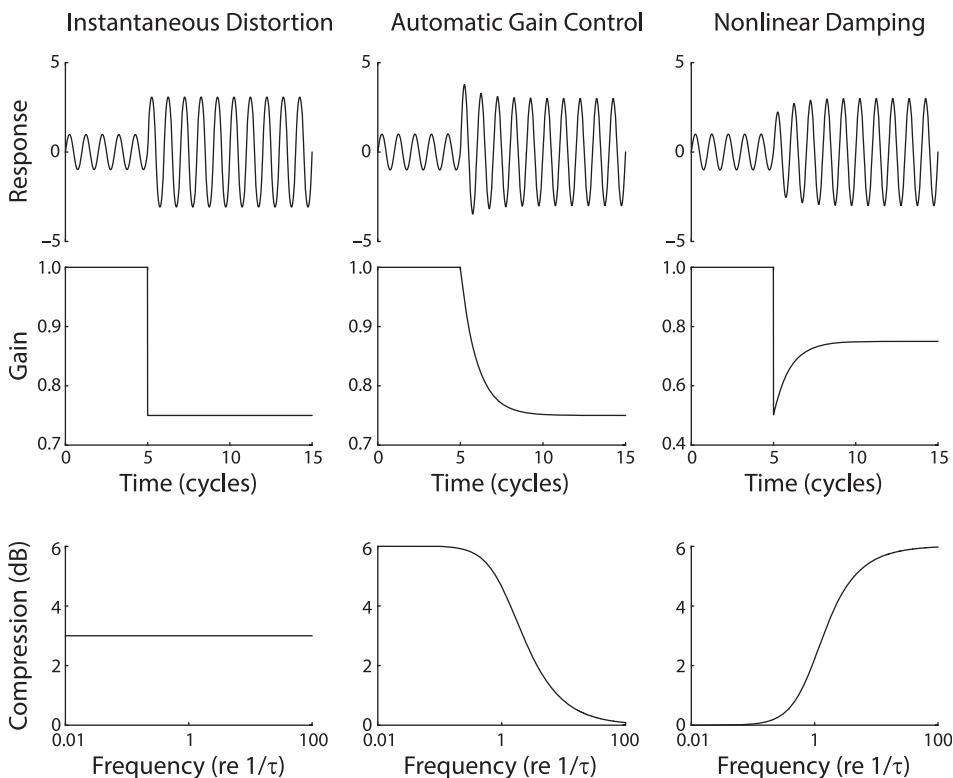 Instantaneous Distortion
Automatic Gain Control
Nonlinear Damping
Response
5
0
−5
5
0
−5
5
0
−5
Gain
1.0
0.9
0.8
0.7
0 5 10 15
Time (cycles)
1.0
0.9
0.8
0.7
0 5 10 15
Time (cycles)
1.0
0.8
0.6
0.4
0 5 10 15
Time (cycles)
Compression (dB)
6
4
2
0
0.01 1 100
Frequency (re 1/τ)
6
4
2
0
0.01 1 100
Frequency (re 1/τ)
6
4
2
0
0.01 1 100
Frequency (re 1/τ)